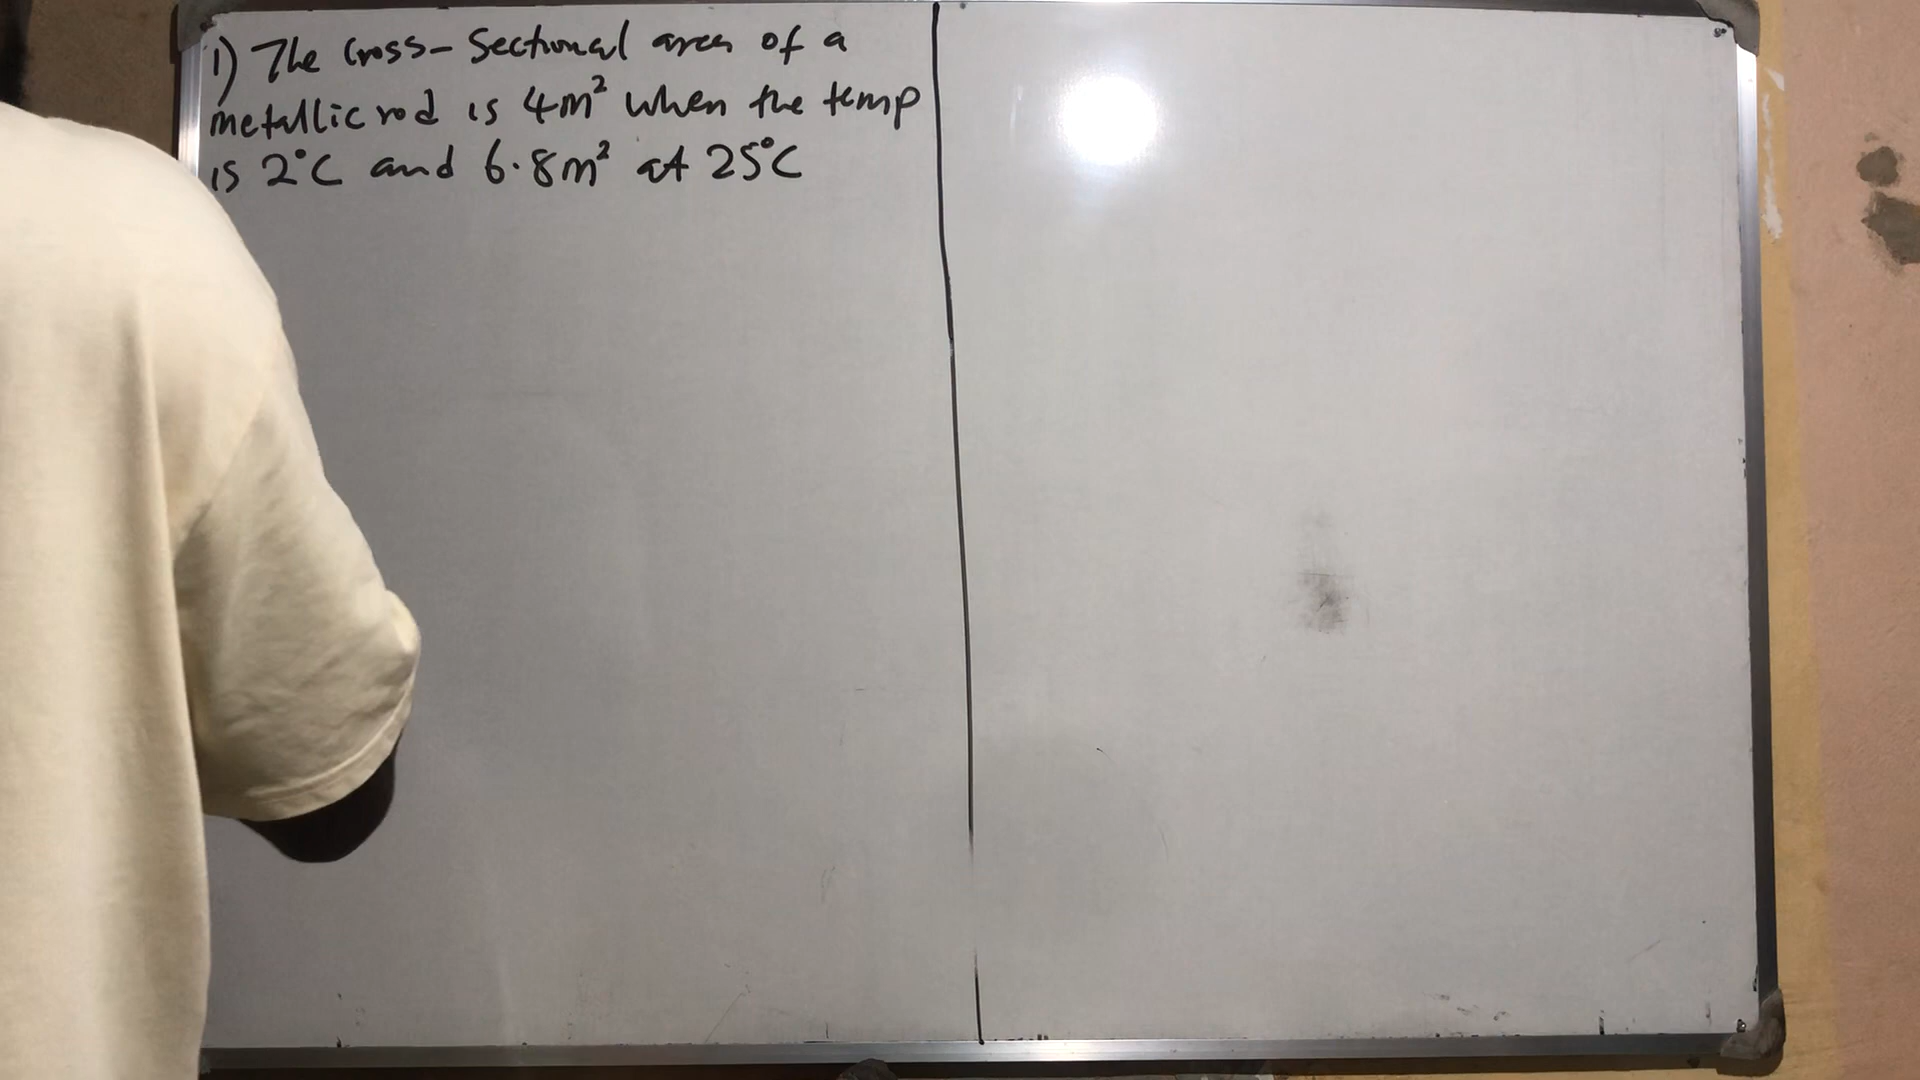 1) The Cross-Sectional area of a
metallic rod is 4m² when the temp
is 2°C and 6.8m² at 25°C